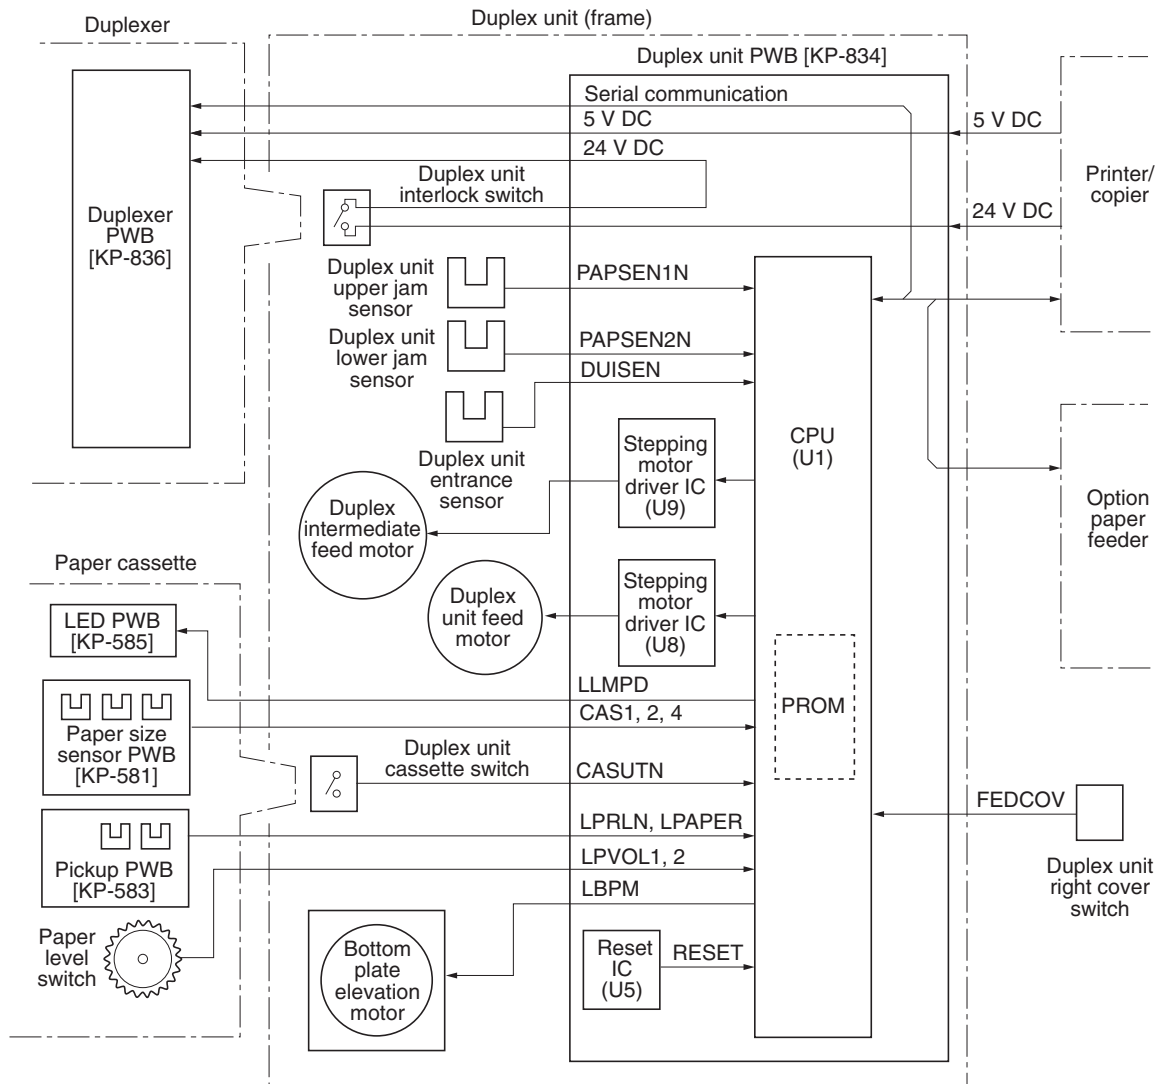 Duplexer
Duplex unit (frame)
Duplex unit PWB [KP-834]
Serial communication
5 V DC
5 V DC
24 V DC
Duplex unit
interlock switch
24 V DC
Printer/
copier
Duplexer
PWB
[KP-836]
Duplex unit
upper jam
sensor
PAPSEN1N
Duplex unit
lower jam
sensor
PAPSEN2N
DUISEN
Duplex unit
entrance
sensor
Stepping
motor
driver IC
(U9)
CPU
(U1)
Duplex
intermediate
feed motor
Option
paper
feeder
Paper cassette
LED PWB
[KP-585]
Duplex
unit feed
motor
Stepping
motor
driver IC
(U8)
LLMPD
CAS1, 2, 4
PROM
Paper size
sensor PWB
[KP-581]
Duplex unit
cassette switch
CASUTN
FEDCOV
LPRLN, LPAPER
Pickup PWB
[KP-583]
LPVOL1, 2
LBPM
Duplex unit
right cover
switch
Paper
level
switch
Bottom
plate
elevation
motor
Reset
IC
(U5)
RESET